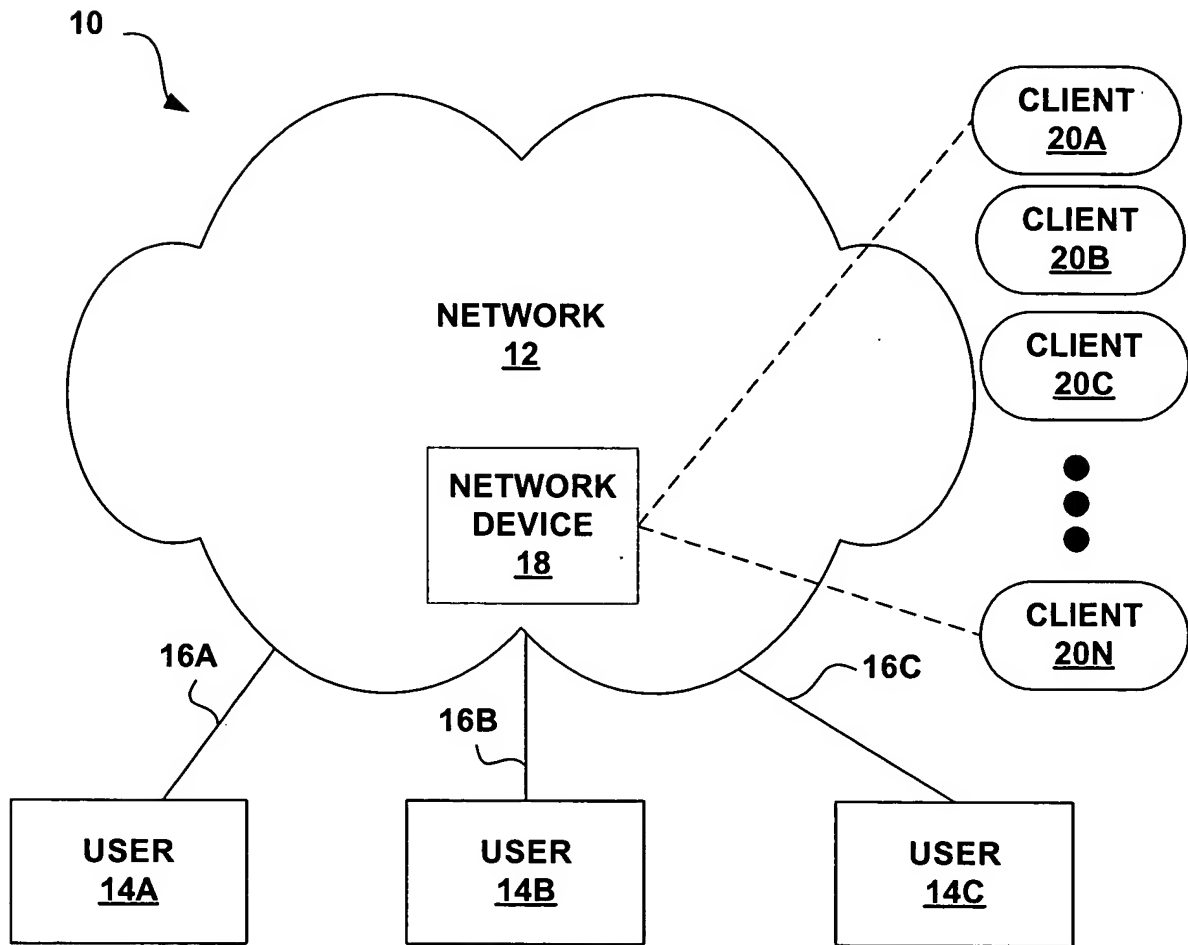 10
CLIENT
20A
CLIENT
20B
NETWORK
12
CLIENT
20C
NETWORK
DEVICE
18
CLIENT
20N
16A
16B
16C
USER
14A
USER
14B
USER
14C